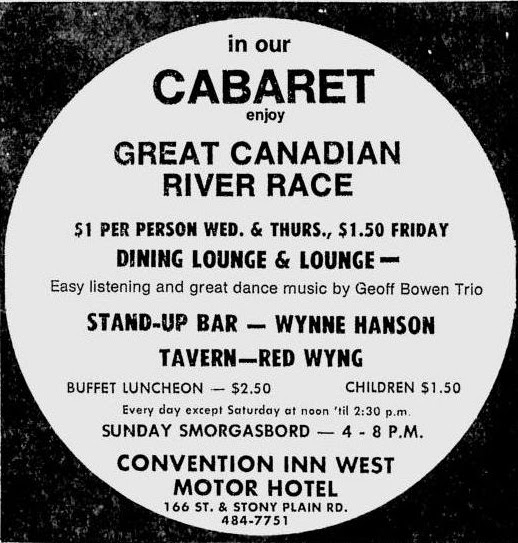 in our
CABARET
enjoy
GREAT CANADIAN
RIVER RACE
$1 PER PERSON WED. & THURS., $1.50 FRIDAY
DINING LOUNGE & LOUNGE —
Easy listening and great dance music by Geoff Bowen Trio
STAND-UP BAR — WYNNE HANSON
TAVERN—RED WYNG
BUFFET LUNCHEON — $2.50 CHILDREN $1.50
Every day except Saturday at noon 'til 2:30 p.m.
SUNDAY SMORGASBORD — 4 - 8 P.M.
CONVENTION INN WEST
MOTOR HOTEL
166 ST. & STONY PLAIN RD.
484-7751